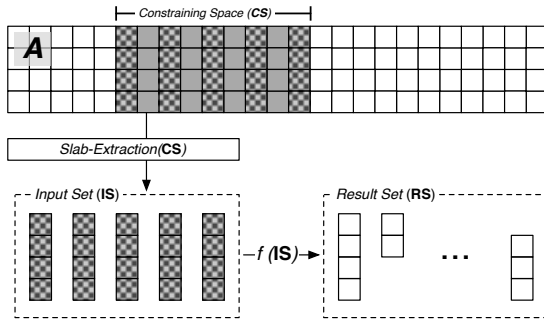 Constraining Space (CS)
A
Slab-Extraction(CS)
Input Set (IS)
Result Set (RS)
f (IS)
...